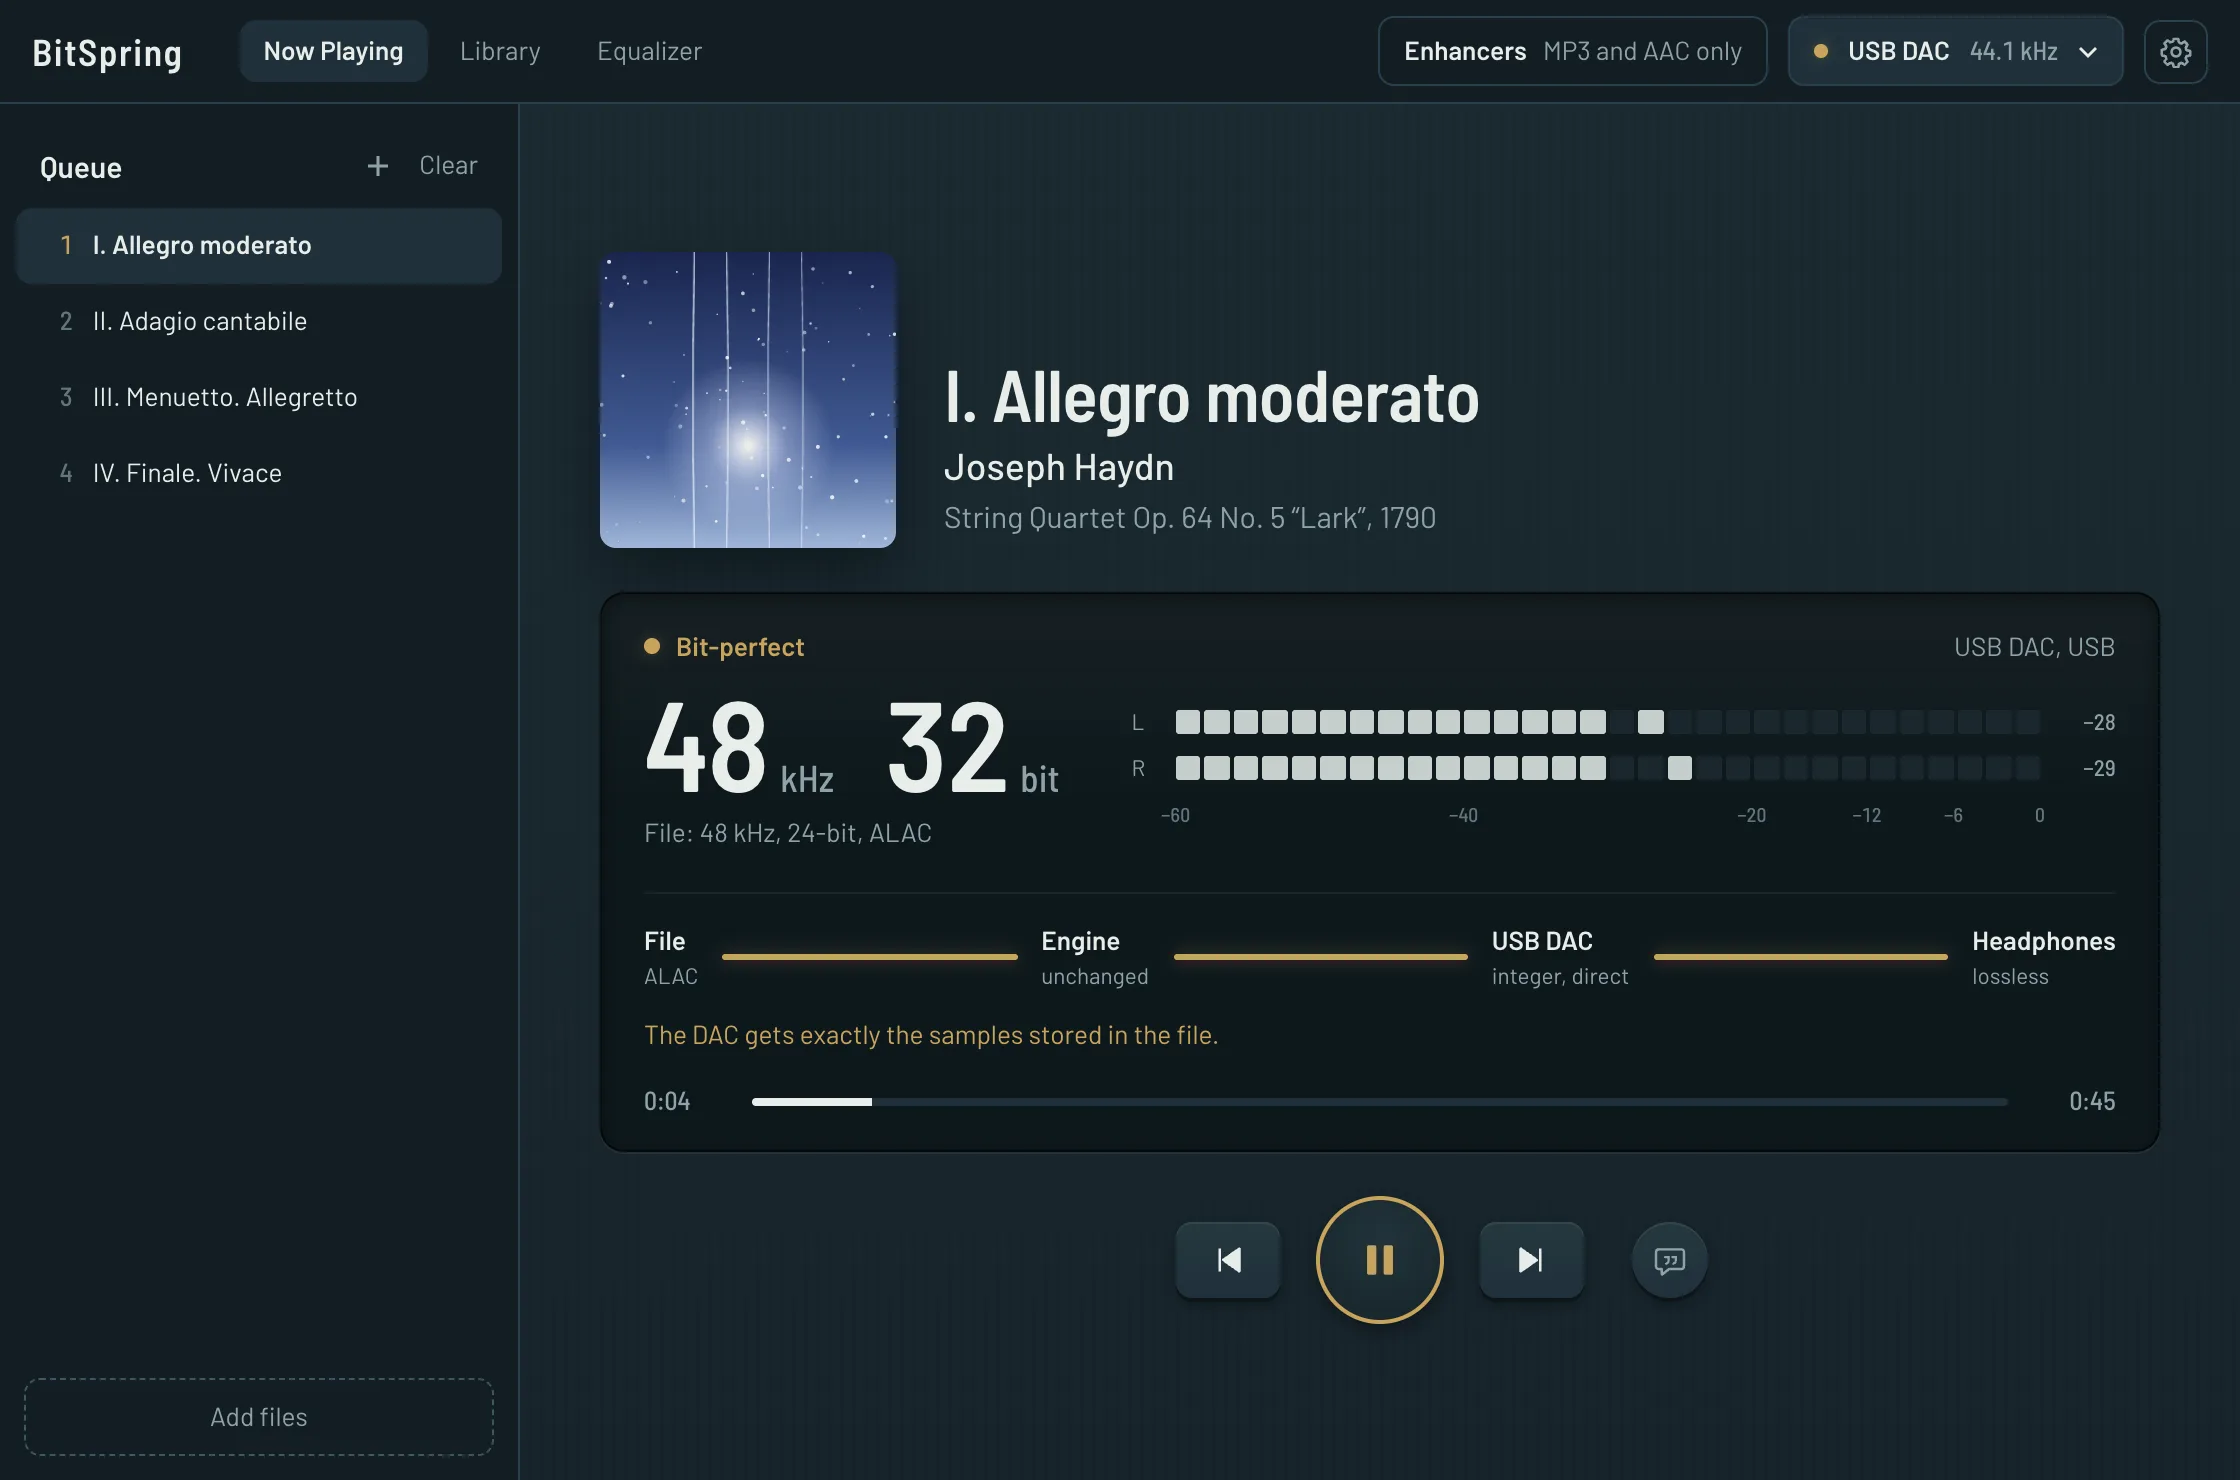 BitSpring
Now Playing
Library
Equalizer
Enhancers MP3 and AAC only
USB DAC 44.1 kHz
Queue
Clear
1 I. Allegro moderato
2 II. Adagio cantabile
3 III. Menuetto. Allegretto
4 IV. Finale. Vivace
Add files
I. Allegro moderato
Joseph Haydn
String Quartet Op. 64 No. 5 “Lark”, 1790
Bit-perfect
USB DAC, USB
48 kHz 32 bit
File: 48 kHz, 24-bit, ALAC
L −28
R −29
−60 −40 −20 −12 −6 0
File
ALAC
Engine
unchanged
USB DAC
integer, direct
Headphones
lossless
The DAC gets exactly the samples stored in the file.
0:04 0:45